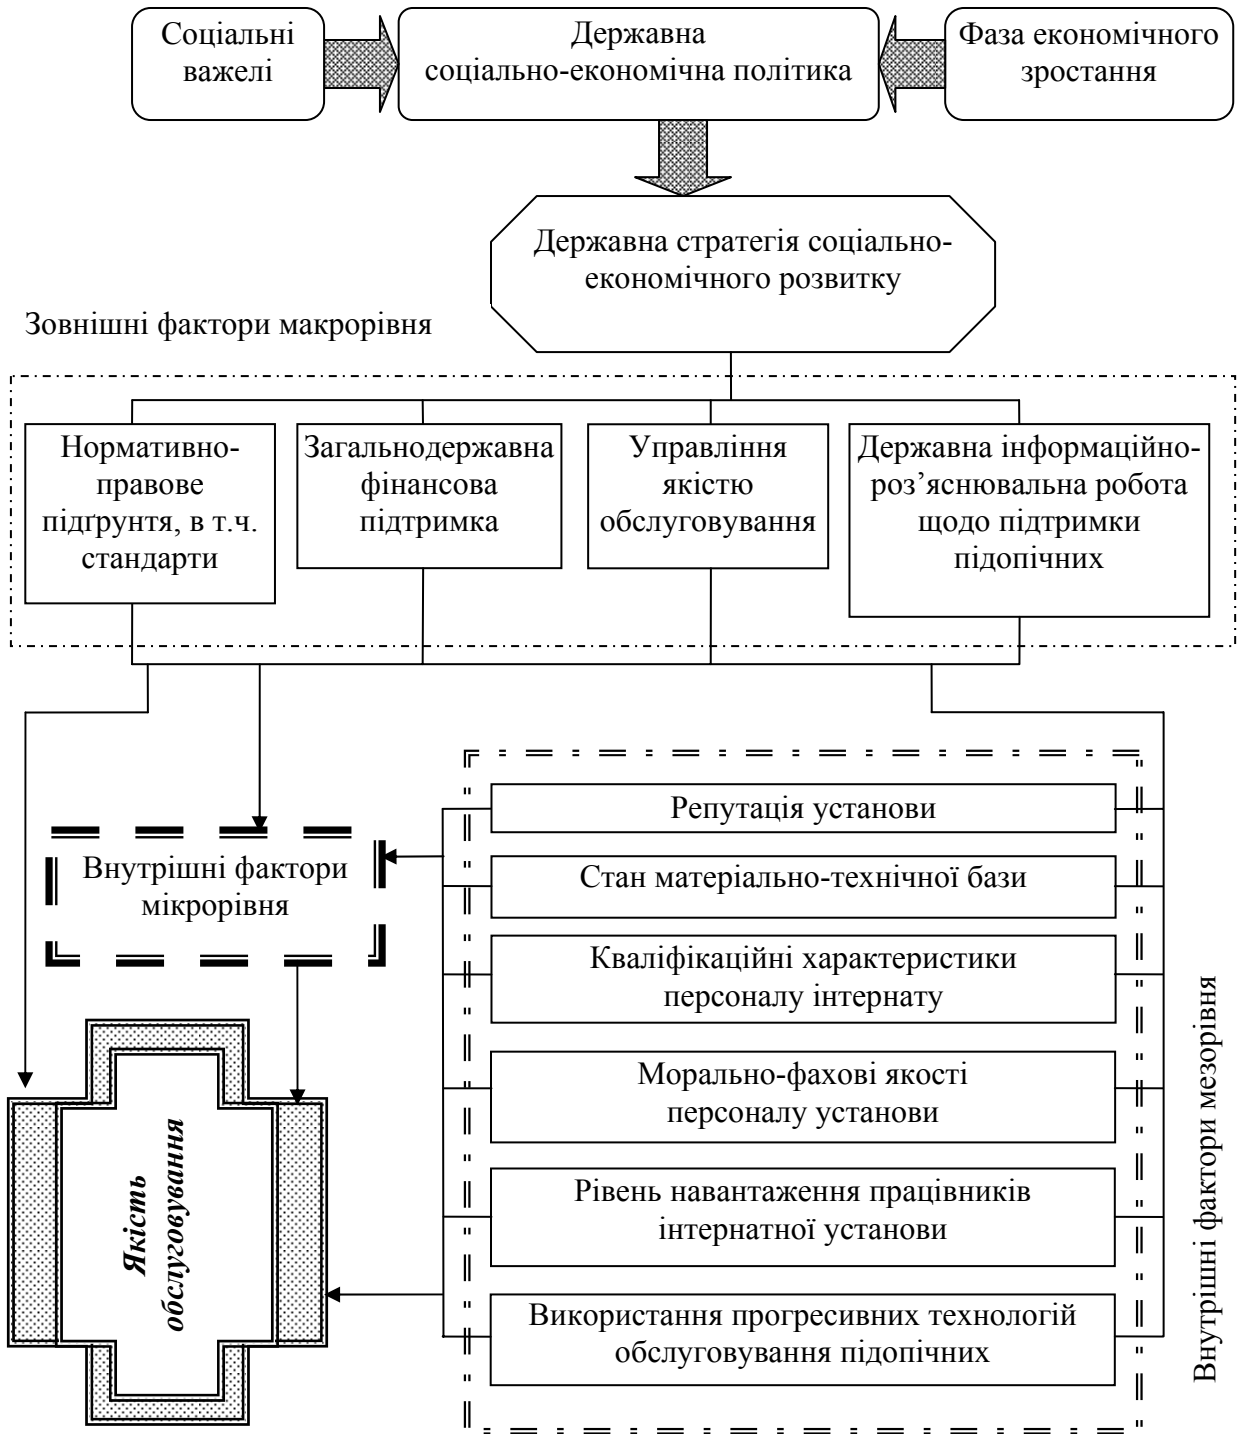 Соціальні
важелі
Державна
соціально-економічна політика
Фаза економічного
зростання
Державна стратегія соціально-
економічного розвитку
Зовнішні фактори макрорівня
Нормативно-
правове
підґрунтя, в т.ч.
стандарти
Загальнодержавна
фінансова
підтримка
Управління
якістю
обслуговування
Державна інформаційно-
роз’яснювальна робота
щодо підтримки
підопічних
Внутрішні фактори
мікрорівня
Репутація установи
Стан матеріально-технічної бази
Кваліфікаційні характеристики
персоналу інтернату
Морально-фахові якості
персоналу установи
Рівень навантаження працівників
інтернатної установи
Використання прогресивних технологій
обслуговування підопічних
Внутрішні фактори мезорівня
Якість
обслуговування